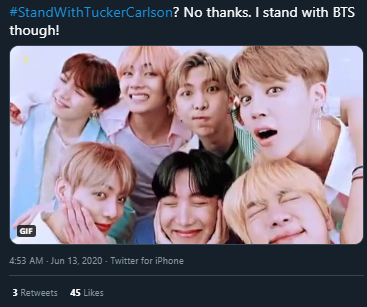 #StandWithTuckerCarlson? No thanks. I stand with BTS
though!
GIF
4:53 AM · Jun 13, 2020 · Twitter for iPhone
3 Retweets 45 Likes